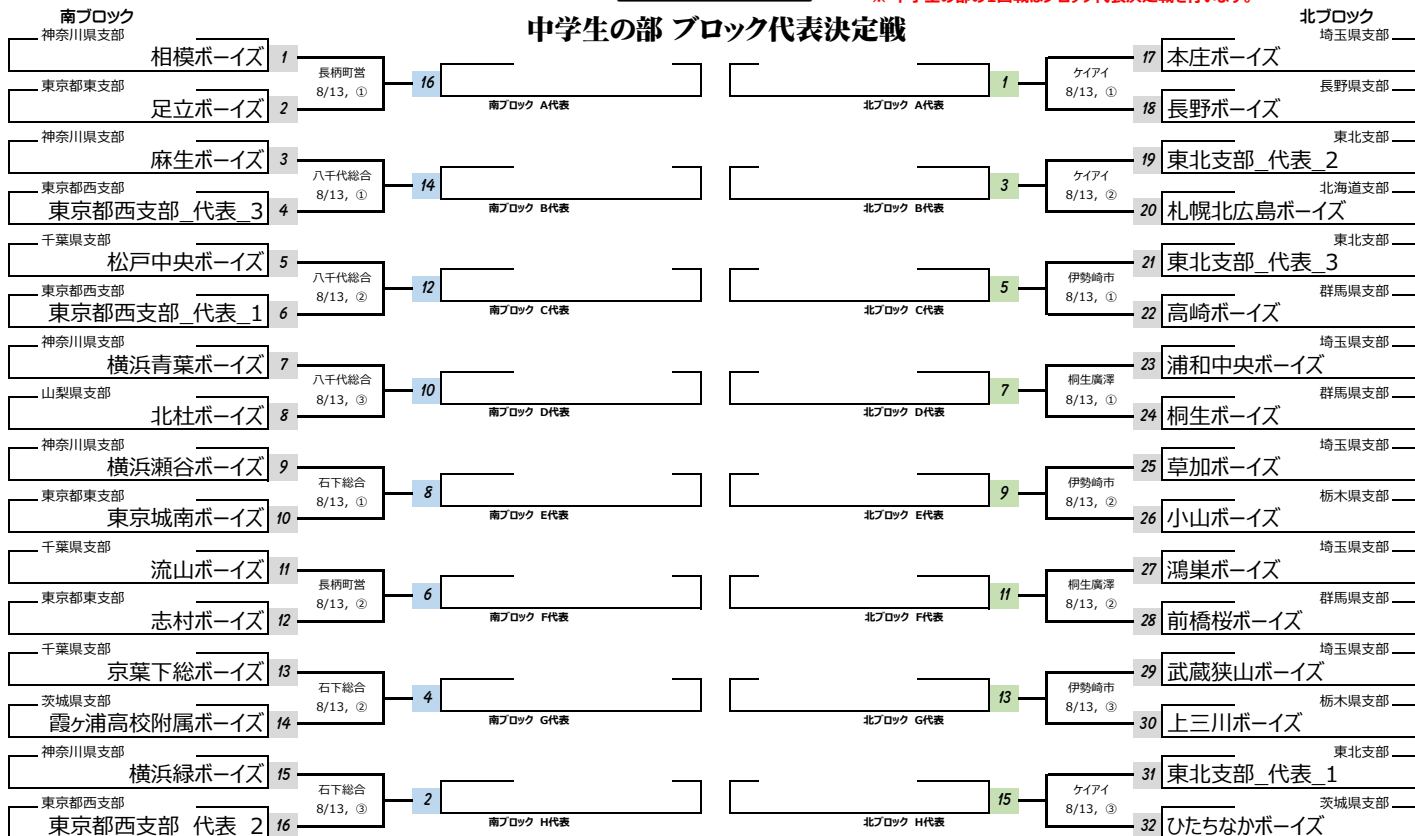 ※ 中学生の部の1回戦はブロック代表決定戦を行います。
中学生の部 ブロック代表決定戦
南ブロック
神奈川県支部
相模ボーイズ 1
長柄町営
8/13, ①
16
南ブロック A代表
東京都東支部
足立ボーイズ 2
神奈川県支部
麻生ボーイズ 3
八千代総合
8/13, ①
14
南ブロック B代表
東京都西支部
東京都西支部_代表_3 4
千葉県支部
松戸中央ボーイズ 5
八千代総合
8/13, ②
12
南ブロック C代表
東京都西支部
東京都西支部_代表_1 6
神奈川県支部
横浜青葉ボーイズ 7
八千代総合
8/13, ③
10
南ブロック D代表
山梨県支部
北杜ボーイズ 8
神奈川県支部
横浜瀬谷ボーイズ 9
石下総合
8/13, ①
8
南ブロック E代表
東京都東支部
東京城南ボーイズ 10
千葉県支部
流山ボーイズ 11
長柄町営
8/13, ②
6
南ブロック F代表
東京都東支部
志村ボーイズ 12
千葉県支部
京葉下総ボーイズ 13
石下総合
8/13, ②
4
南ブロック G代表
茨城県支部
霞ヶ浦高校附属ボーイズ 14
神奈川県支部
横浜緑ボーイズ 15
石下総合
8/13, ③
2
南ブロック H代表
東京都西支部
東京都西支部_代表_2 16
北ブロック
埼玉県支部
17 本庄ボーイズ
ケイアイ
8/13, ①
1
北ブロック A代表
長野県支部
18 長野ボーイズ
東北支部
19 東北支部_代表_2
ケイアイ
8/13, ②
3
北ブロック B代表
北海道支部
20 札幌北広島ボーイズ
東北支部
21 東北支部_代表_3
伊勢崎市
8/13, ①
5
北ブロック C代表
群馬県支部
22 高崎ボーイズ
埼玉県支部
23 浦和中央ボーイズ
桐生廣澤
8/13, ①
7
北ブロック D代表
群馬県支部
24 桐生ボーイズ
埼玉県支部
25 草加ボーイズ
伊勢崎市
8/13, ②
9
北ブロック E代表
栃木県支部
26 小山ボーイズ
埼玉県支部
27 鴻巣ボーイズ
桐生廣澤
8/13, ②
11
北ブロック F代表
群馬県支部
28 前橋桜ボーイズ
埼玉県支部
29 武蔵狭山ボーイズ
伊勢崎市
8/13, ③
13
北ブロック G代表
栃木県支部
30 上三川ボーイズ
東北支部
31 東北支部_代表_1
ケイアイ
8/13, ③
15
北ブロック H代表
茨城県支部
32 ひたちなかボーイズ